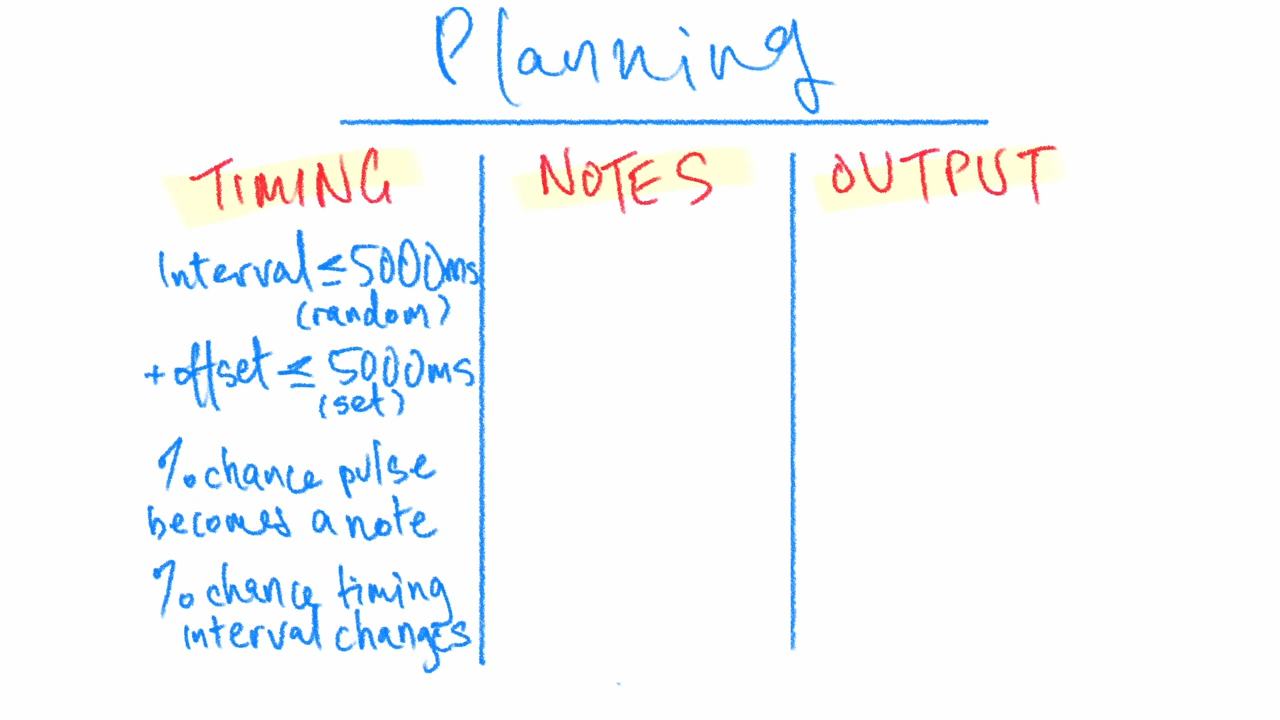 Planning
TIMING
NOTES
OUTPUT
Interval ≤ 5000ms
(random)
+ offset ≤ 5000ms
(set)
% chance pulse
becomes a note
% chance timing
interval changes